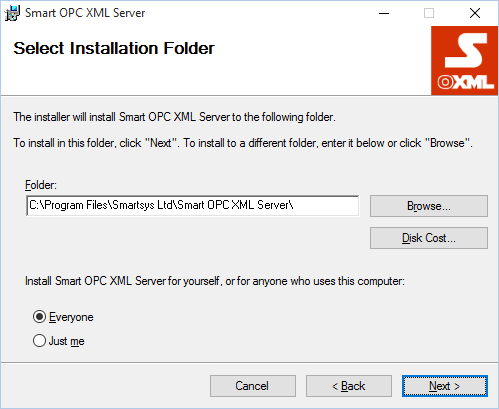 Smart OPC XML Server
Select Installation Folder
S
OXML
The installer will install Smart OPC XML Server to the following folder.
To install in this folder, click "Next". To install to a different folder, enter it below or click "Browse".
Folder:
C:\Program Files\Smartsys Ltd\Smart OPC XML Server\
Browse...
Disk Cost...
Install Smart OPC XML Server for yourself, or for anyone who uses this computer:
Everyone
Just me
Cancel
< Back
Next >